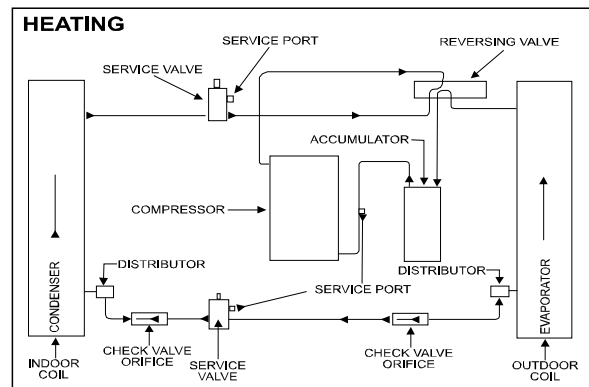 HEATING
SERVICE PORT
REVERSING VALVE
SERVICE VALVE
ACCUMULATOR
COMPRESSOR
CONDENSER
DISTRIBUTOR
SERVICE PORT
DISTRIBUTOR
EVAPORATOR
INDOOR
COIL
CHECK VALVE
ORIFICE
SERVICE
VALVE
CHECK VALVE
ORIFICE
OUTDOOR
COIL